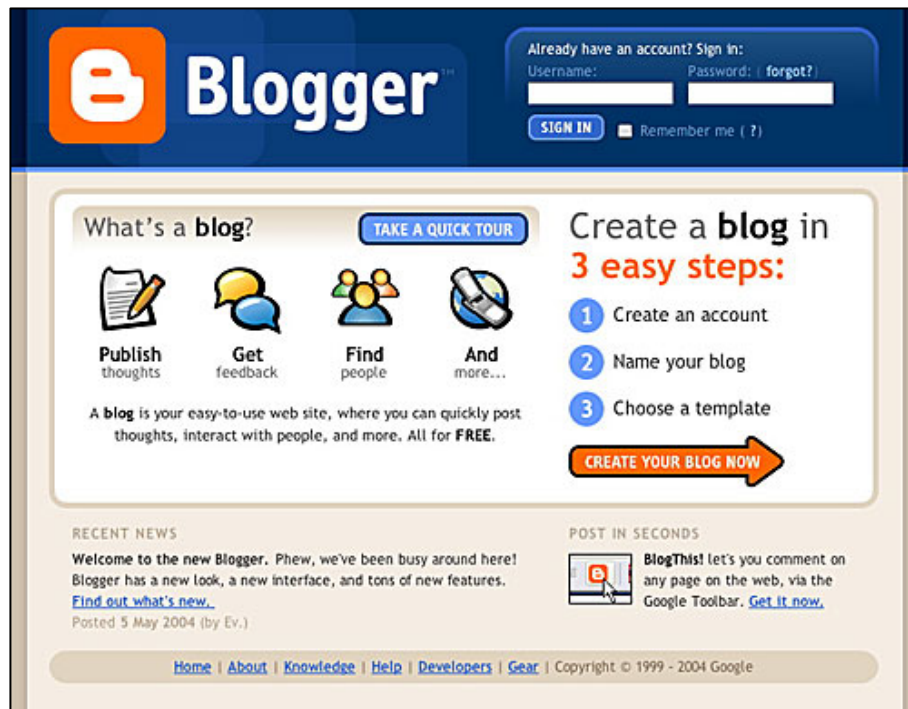 Blogger™
Already have an account? Sign in:
Username:
Password: ( forgot?)
SIGN IN
Remember me ( ?)
What's a blog?
TAKE A QUICK TOUR
Publish
thoughts
Get
feedback
Find
people
And
more...
A blog is your easy-to-use web site, where you can quickly post
thoughts, interact with people, and more. All for FREE.
Create a blog in
3 easy steps:
1 Create an account
2 Name your blog
3 Choose a template
CREATE YOUR BLOG NOW
RECENT NEWS
Welcome to the new Blogger. Phew, we've been busy around here!
Blogger has a new look, a new interface, and tons of new features.
Find out what's new.
Posted 5 May 2004 (by Ev.)
POST IN SECONDS
BlogThis! let's you comment on
any page on the web, via the
Google Toolbar. Get it now.
Home | About | Knowledge | Help | Developers | Gear | Copyright © 1999 - 2004 Google